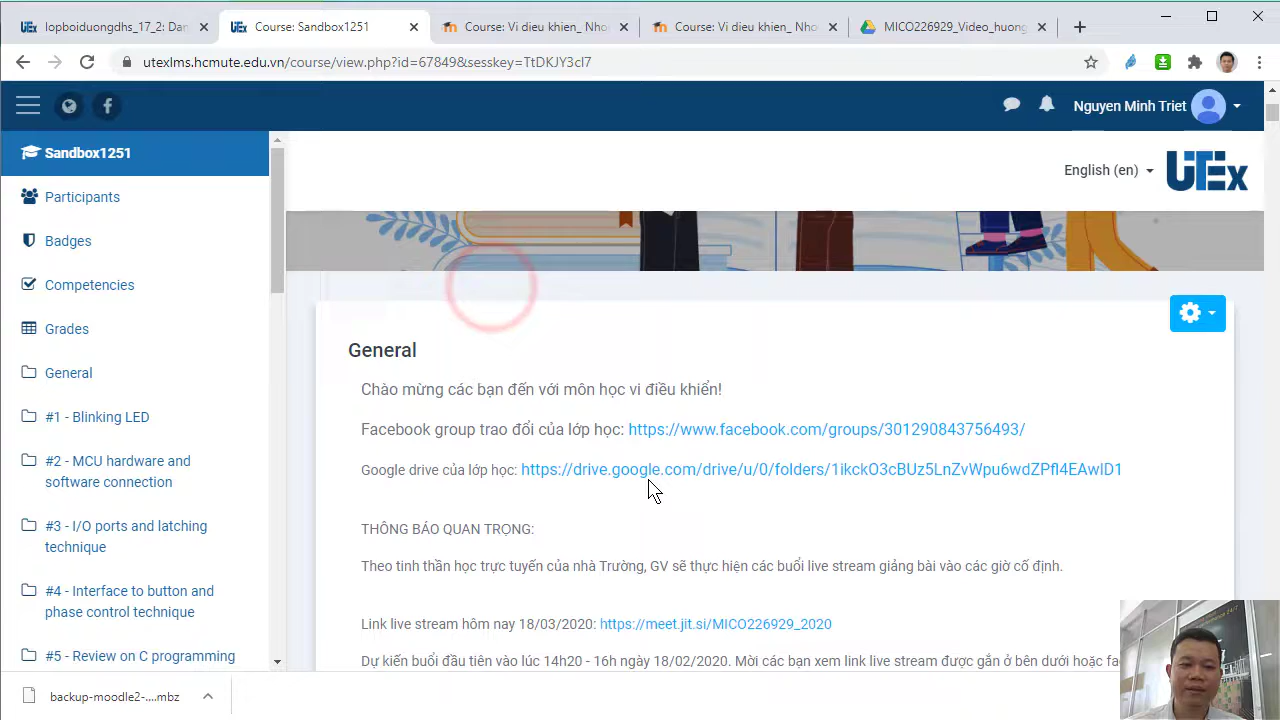 lopboiduongdhs_17_2: Dan
Course: Sandbox1251
Course: Vi dieu khien_ Nho
Course: Vi dieu khien_ Nho
MICO226929_Video_huong
utexlms.hcmute.edu.vn/course/view.php?id=67849&sesskey=TtDKJY3cI7
Nguyen Minh Triet
Sandbox1251
English (en)
UTEx
Participants
Badges
Competencies
Grades
General
#1 - Blinking LED
#2 - MCU hardware and
software connection
#3 - I/O ports and latching
technique
#4 - Interface to button and
phase control technique
#5 - Review on C programming
General
Chào mừng các bạn đến với môn học vi điều khiển!
Facebook group trao đổi của lớp học: https://www.facebook.com/groups/301290843756493/
Google drive của lớp học: https://drive.google.com/drive/u/0/folders/1ikckO3cBUz5LnZvWpu6wdZPfl4EAwlD1
THÔNG BÁO QUAN TRỌNG:
Theo tinh thần học trực tuyến của nhà Trường, GV sẽ thực hiện các buổi live stream giảng bài vào các giờ cố định.
Link live stream hôm nay 18/03/2020: https://meet.jit.si/MICO226929_2020
Dự kiến buổi đầu tiên vào lúc 14h20 - 16h ngày 18/02/2020. Mời các bạn xem link live stream được gắn ở bên dưới hoặc fa
backup-moodle2-....mbz